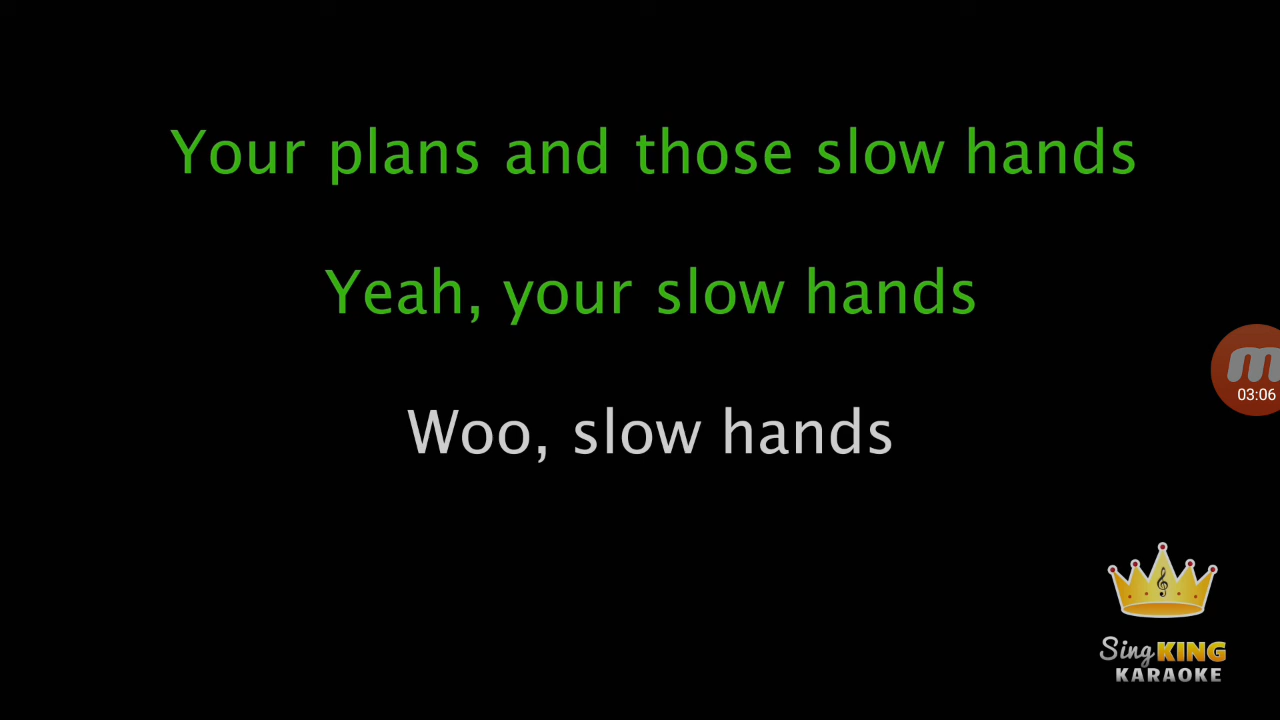 Your plans and those slow hands
Yeah, your slow hands
Woo, slow hands
03:06
Sing KING
KARAOKE